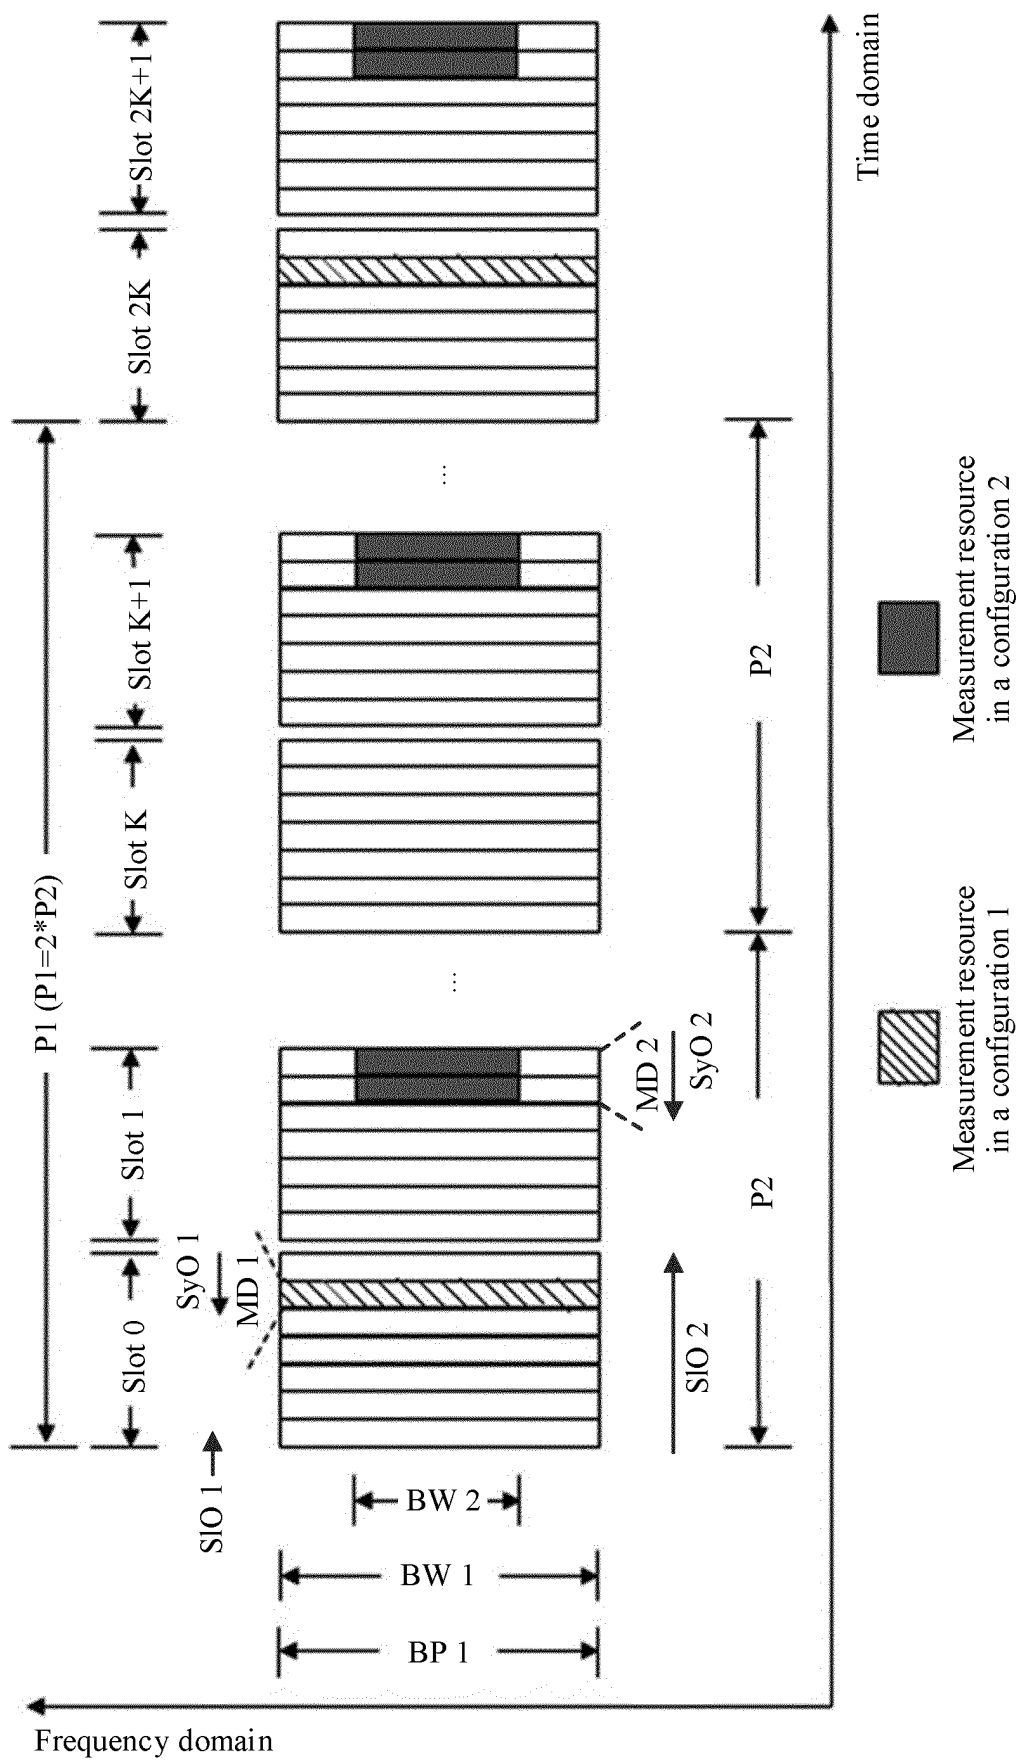 P1 (P1=2*P2)
Slot 0
Slot 1
Slot K
Slot K+1
Slot 2K
Slot 2K+1
SlO 1
SyO 1
MD 1
...
...
MD 2
SyO 2
SlO 2
P2
P2
BW 2
BW 1
BP 1
Frequency domain
Time domain
Measurement resource
in a configuration 1
Measurement resource
in a configuration 2